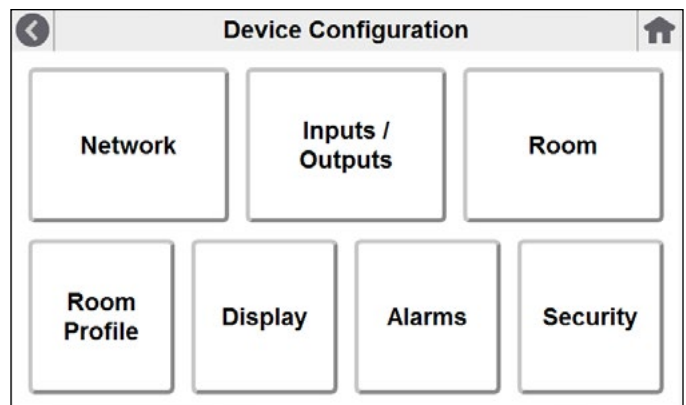 Device Configuration
Network
Inputs /
Outputs
Room
Room
Profile
Display
Alarms
Security